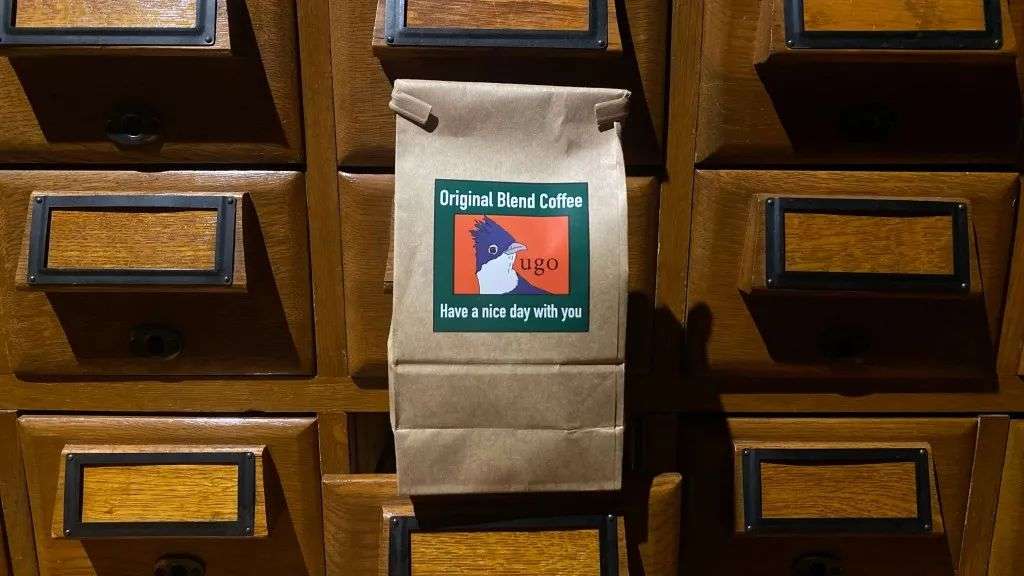 Original Blend Coffee
ugo
Have a nice day with you